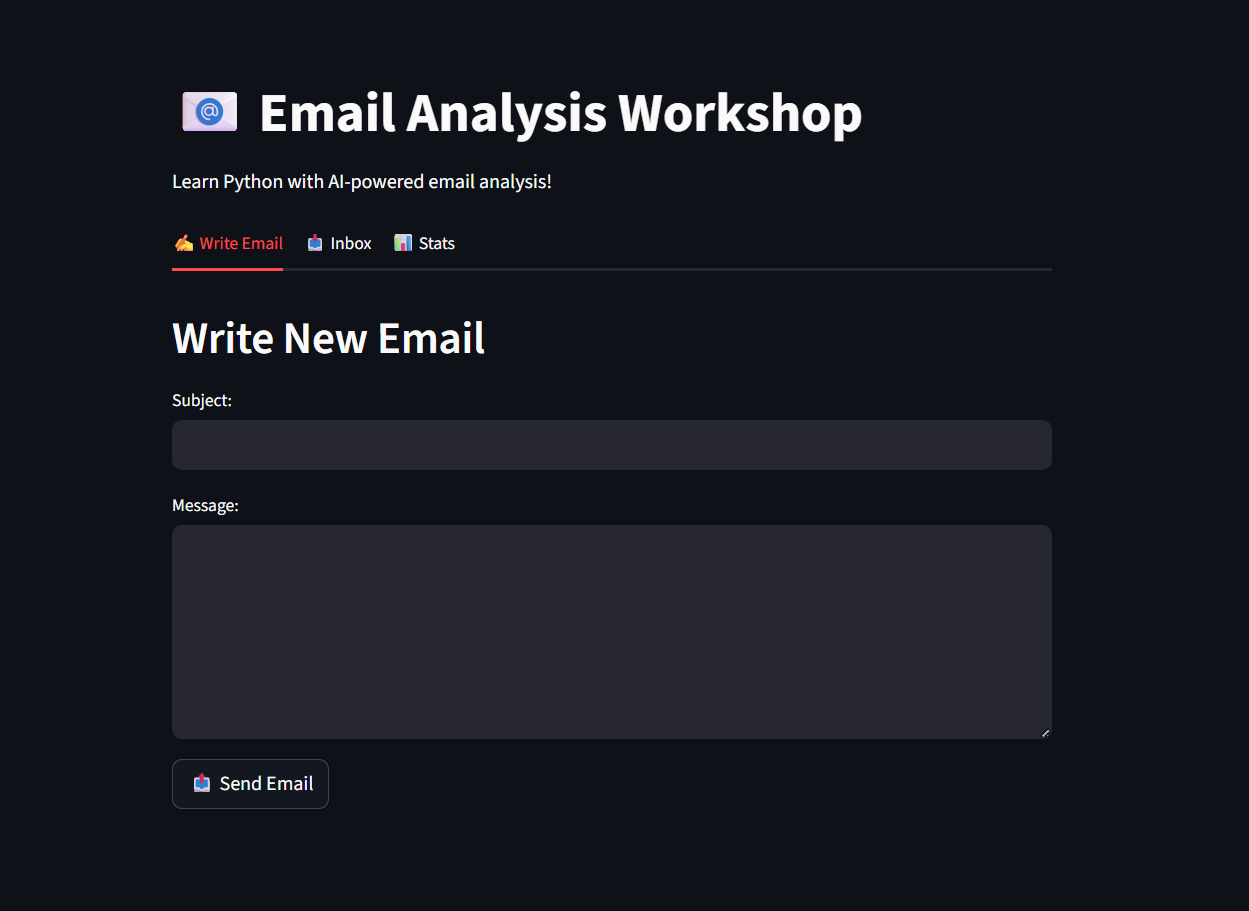 Email Analysis Workshop
Learn Python with AI-powered email analysis!
Write Email Inbox Stats
Write New Email
Subject:
Message:
Send Email